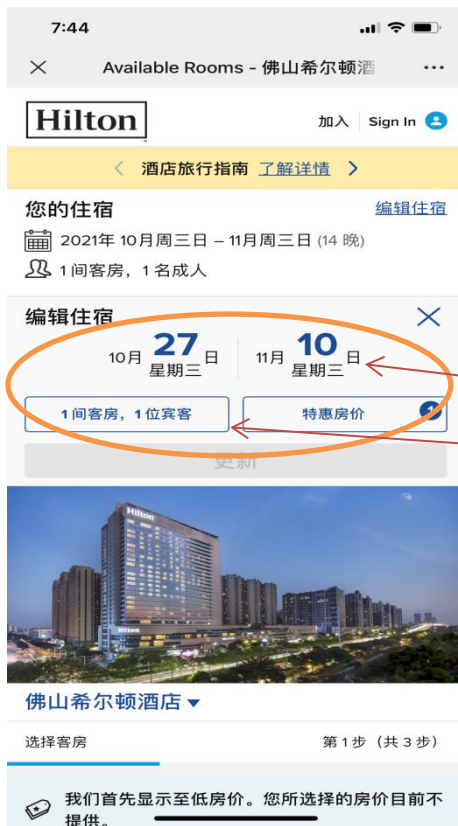 7:44
Available Rooms - 佛山希尔顿酒
Hilton
加入 Sign In
酒店旅行指南 了解详情
您的住宿 编辑住宿
2021年 10月周三日 – 11月周三日 (14 晚)
1 间客房，1 名成人
编辑住宿
10月 27 日 11月 10 日
星期三 星期三
1 间客房，1 位宾客 特惠房价 1
更新
Hilton
佛山希尔顿酒店
选择客房 第 1 步（共 3 步）
我们首先显示至低房价。您所选择的房价目前不
提供。